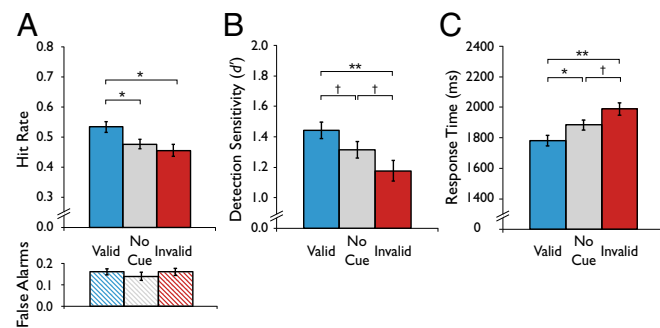 A
Hit Rate
0.8
0.7
0.6
0.5
0.4
0.3
0.0
*
*
Valid
No Cue
Invalid
False Alarms
0.2
0.1
0.0
B
Detection Sensitivity (d')
2.0
1.8
1.6
1.4
1.2
1.0
0.0
**
† †
Valid
No Cue
Invalid
C
Response Time (ms)
2400
2200
2000
1800
1600
1400
0
**
* †
Valid
No Cue
Invalid